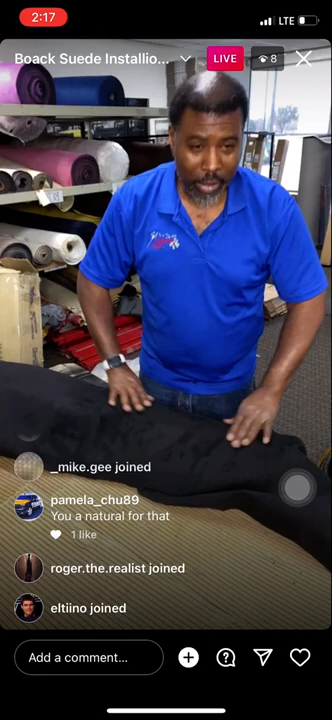 2:17
LTE
Boack Suede Installio...
LIVE
8
_mike.gee joined
pamela_chu89
You a natural for that
1 like
roger.the.realist joined
eltiino joined
Add a comment...